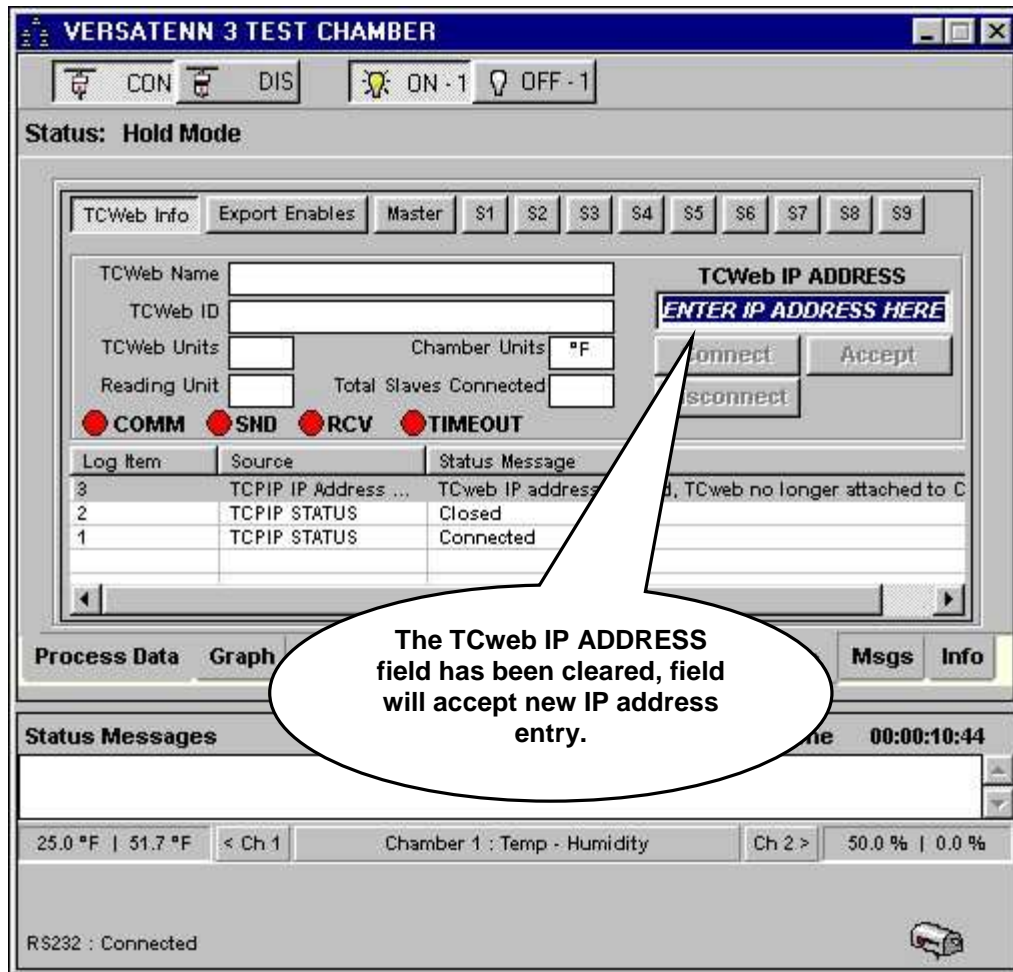 VERSATENN 3 TEST CHAMBER
CON DIS ON - 1 OFF - 1
Status: Hold Mode
TCWeb Info Export Enables Master S1 S2 S3 S4 S5 S6 S7 S8 S9
TCWeb Name
TCWeb ID
TCWeb Units Chamber Units °F
Reading Unit Total Slaves Connected
COMM SND RCV TIMEOUT
TCWeb IP ADDRESS
ENTER IP ADDRESS HERE
Accept
Log Item Source Status Message
3 TCPIP IP Address ... TCweb IP address , TCweb no longer attached to C
2 TCPIP STATUS Closed
1 TCPIP STATUS Connected
The TCweb IP ADDRESS
field has been cleared, field
will accept new IP address
entry.
Process Data Graph Msgs Info
Status Messages 00:00:10:44
25.0 °F | 51.7 °F < Ch 1 Chamber 1 : Temp - Humidity Ch 2 > 50.0 % | 0.0 %
RS232 : Connected